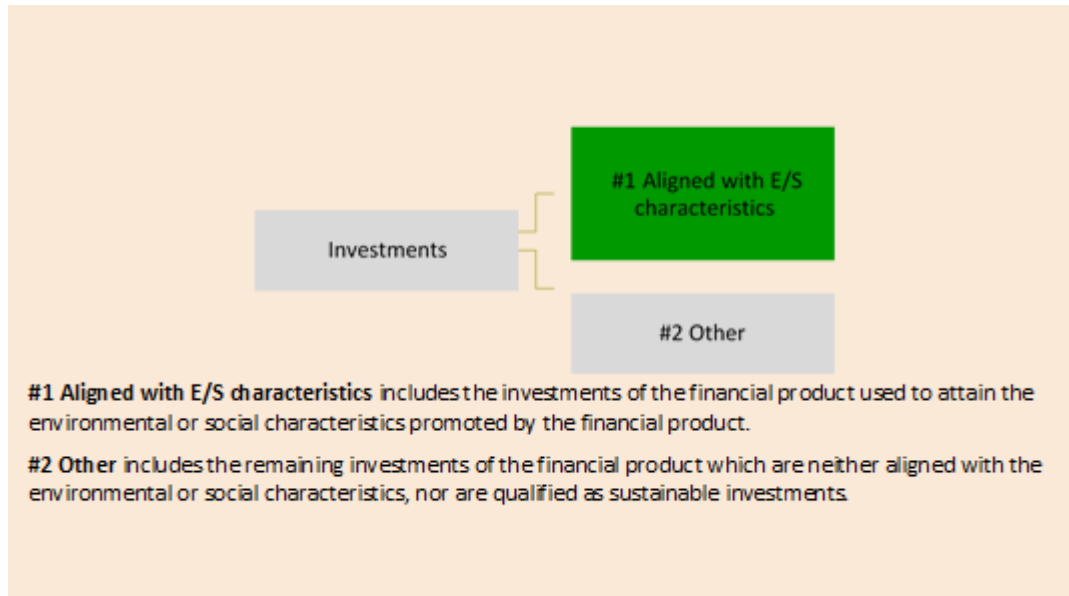 #1 Aligned with E/S
characteristics
Investments
#2 Other
#1 Aligned with E/S characteristics includes the investments of the financial product used to attain the
environmental or social characteristics promoted by the financial product.
#2 Other includes the remaining investments of the financial product which are neither aligned with the
environmental or social characteristics, nor are qualified as sustainable investments.